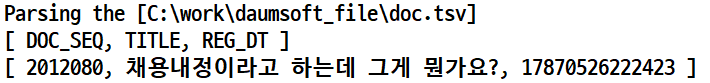 Parsing the [C:\work\daumsoft_file\doc.tsv]
[ DOC_SEQ, TITLE, REG_DT ]
[ 2012080, 채용내정이라고 하는데 그게 뭔가요?, 17870526222423 ]